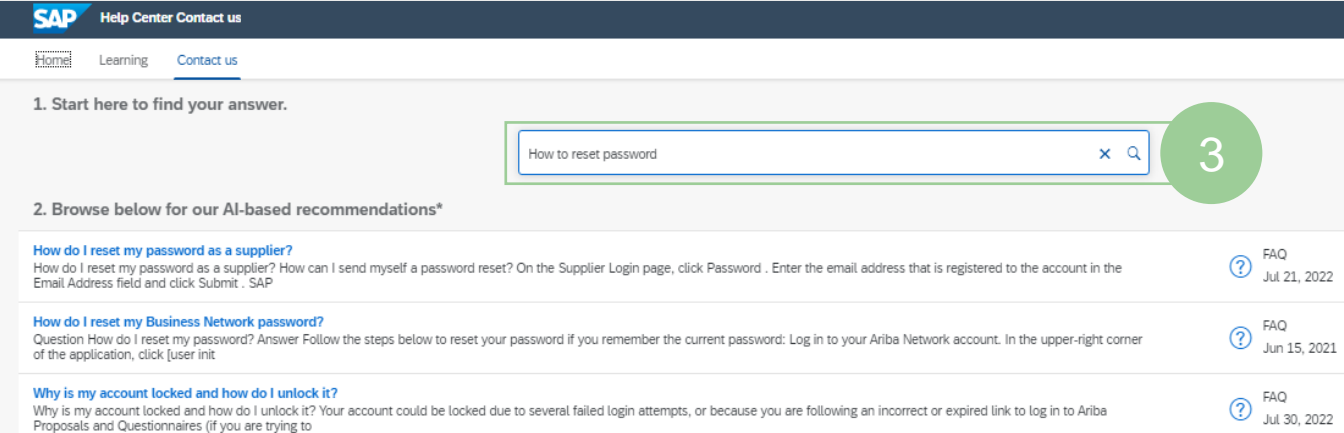 SAP Help Center Contact us
Home Learning Contact us
1. Start here to find your answer.
How to reset password
3
2. Browse below for our AI-based recommendations*
How do I reset my password as a supplier?
How do I reset my password as a supplier? How can I send myself a password reset? On the Supplier Login page, click Password . Enter the email address that is registered to the account in the
Email Address field and click Submit . SAP
FAQ
Jul 21, 2022
How do I reset my Business Network password?
Question How do I reset my password? Answer Follow the steps below to reset your password if you remember the current password: Log in to your Ariba Network account. In the upper-right corner
of the application, click [user init
FAQ
Jun 15, 2021
Why is my account locked and how do I unlock it?
Why is my account locked and how do I unlock it? Your account could be locked due to several failed login attempts, or because you are following an incorrect or expired link to log in to Ariba
Proposals and Questionnaires (if you are trying to
FAQ
Jul 30, 2022